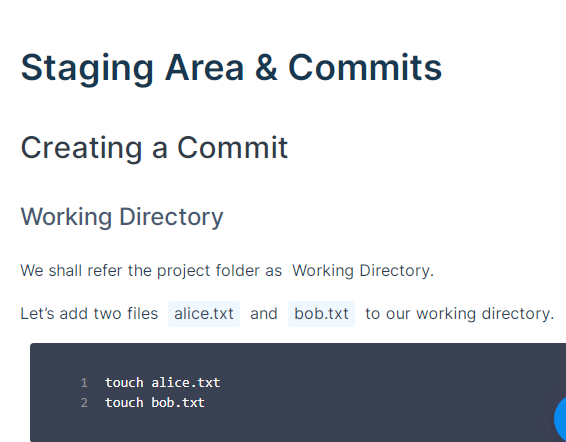 Staging Area & Commits
Creating a Commit
Working Directory
We shall refer the project folder as Working Directory.
Let’s add two files alice.txt and bob.txt to our working directory.
1 touch alice.txt
2 touch bob.txt